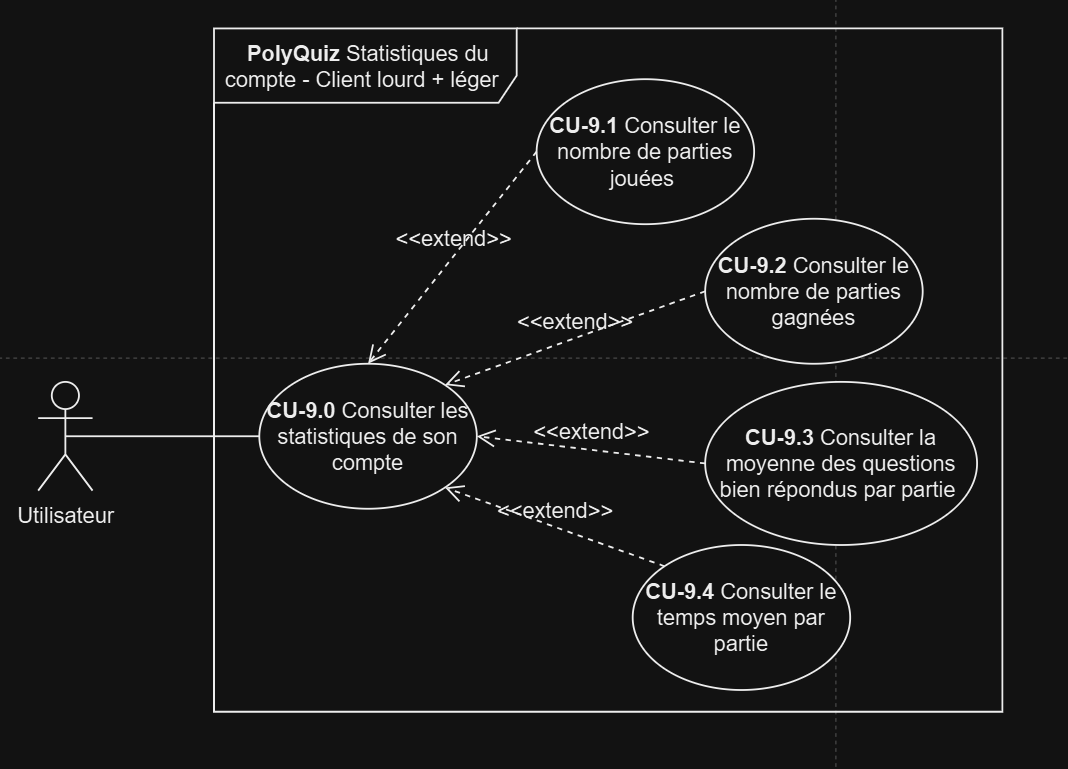 PolyQuiz Statistiques du
compte - Client lourd + léger
CU-9.1 Consulter le
nombre de parties
jouées
<<extend>>
CU-9.2 Consulter le
nombre de parties
gagnées
<<extend>>
CU-9.0 Consulter les
statistiques de son
compte
<<extend>>
CU-9.3 Consulter la
moyenne des questions
bien répondus par partie
<<extend>>
Utilisateur
CU-9.4 Consulter le
temps moyen par
partie